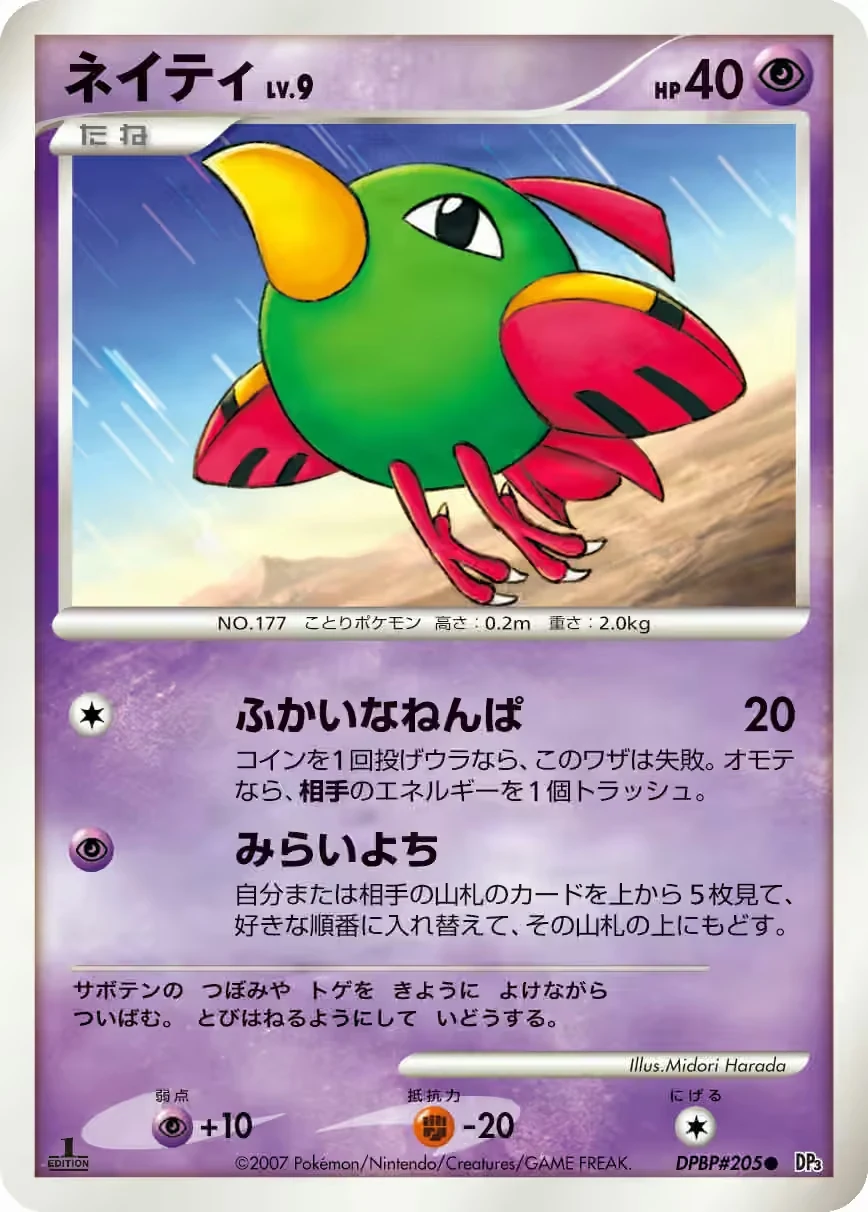 ネイティ LV.9 HP40
たね
NO.177 ことりポケモン 高さ:0.2m 重さ:2.0kg
ふかいなねんぱ 20
コインを1回投げウラなら、このワザは失敗。オモテ
なら、相手のエネルギーを1個トラッシュ。
みらいよち
自分または相手の山札のカードを上から5枚見て、
好きな順番に入れ替えて、その山札の上にもどす。
サボテンの つぼみや トゲを きように よけながら
ついばむ。 とびはねるようにして いどうする。
Illus.Midori Harada
弱点 抵抗力 にげる
+10 -20
1 EDITION ©2007 Pokémon/Nintendo/Creatures/GAME FREAK. DPBP#205● DP3